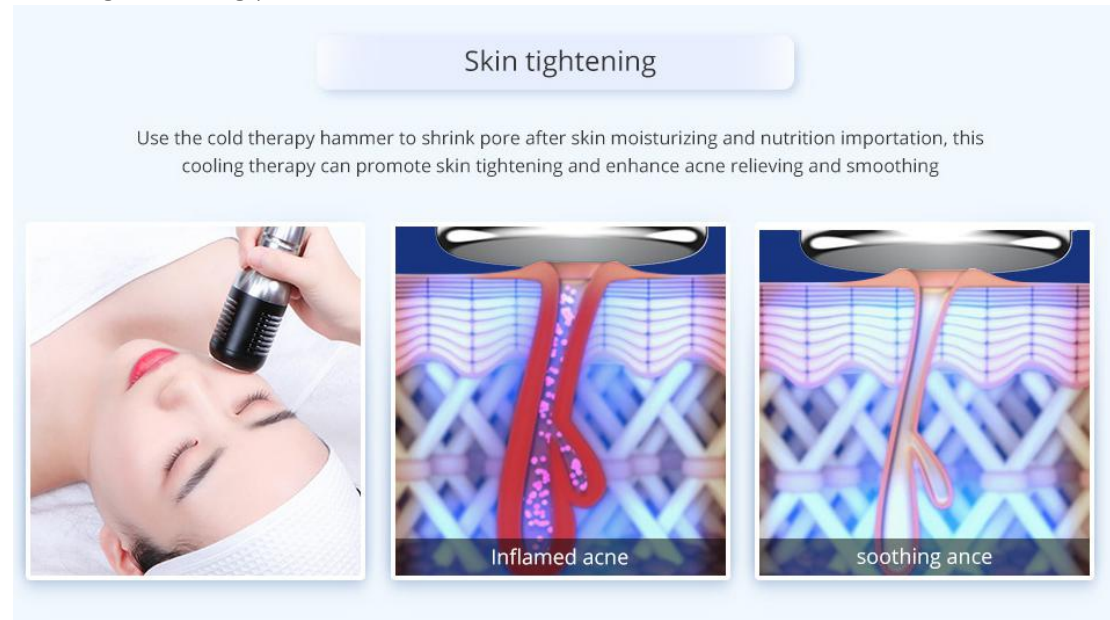 Skin tightening
Use the cold therapy hammer to shrink pore after skin moisturizing and nutrition importation, this
cooling therapy can promote skin tightening and enhance acne relieving and smoothing
Inflamed acne
soothing ance